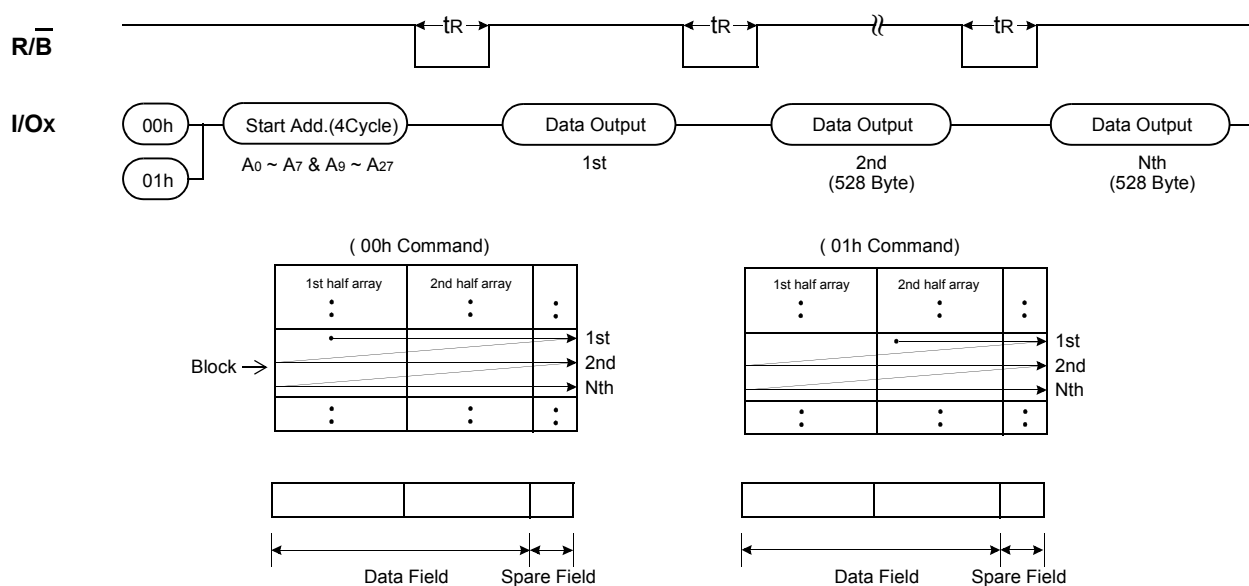 R/B
tR tR tR
I/Ox
00h Start Add.(4Cycle) Data Output Data Output Data Output
01h A0 ~ A7 & A9 ~ A27 1st 2nd Nth
(528 Byte) (528 Byte)
( 00h Command) ( 01h Command)
1st half array 2nd half array 1st half array 2nd half array
1st 1st
Block 2nd 2nd
Nth Nth
Data Field Spare Field Data Field Spare Field